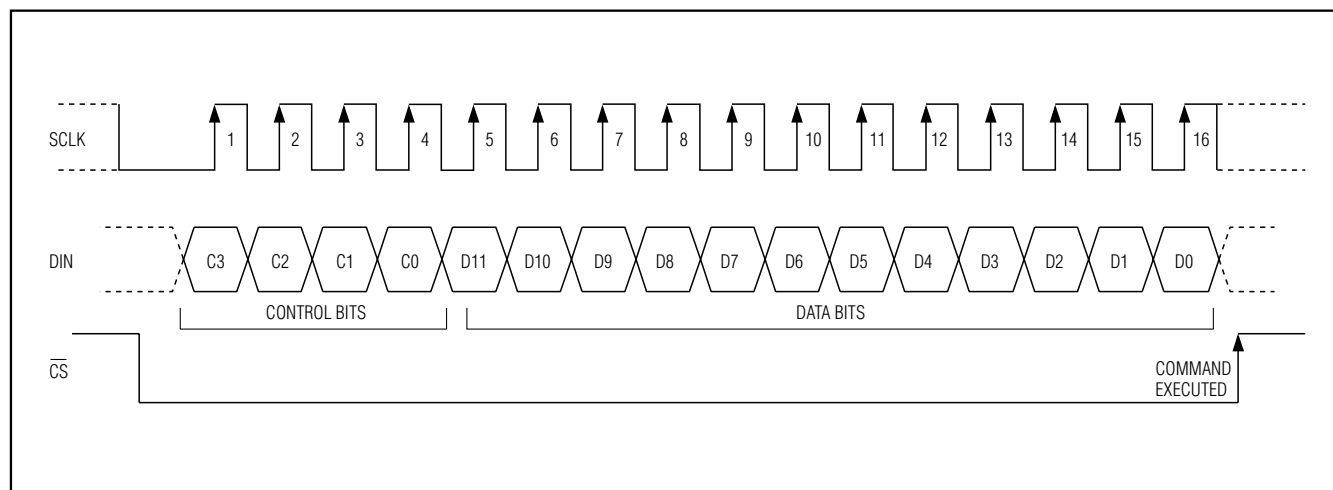 SCLK 1 2 3 4 5 6 7 8 9 10 11 12 13 14 15 16
DIN C3 C2 C1 C0 D11 D10 D9 D8 D7 D6 D5 D4 D3 D2 D1 D0
CONTROL BITS DATA BITS
CS
COMMAND
EXECUTED